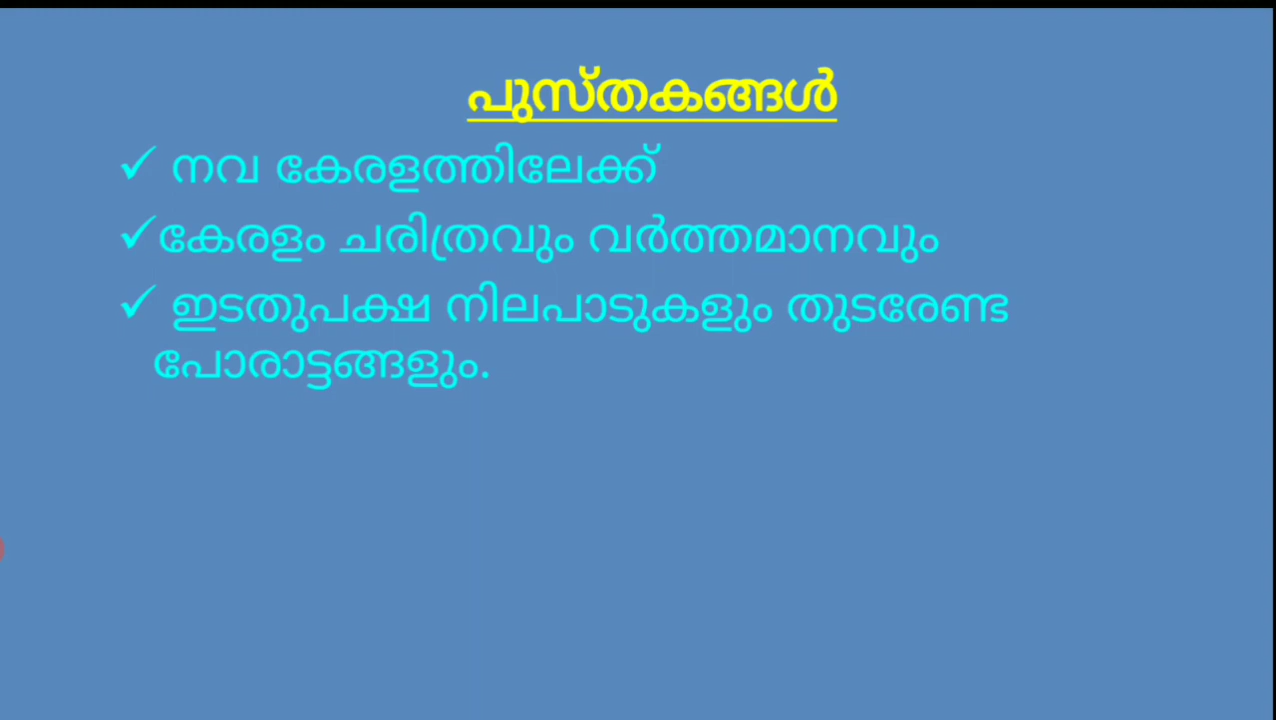 പുസ്തകങ്ങൾ
✓ നവ കേരളത്തിലേക്ക്
✓കേരളം ചരിത്രവും വർത്തമാനവും
✓ ഇടതുപക്ഷ നിലപാടുകളും തുടരേണ്ട
പോരാട്ടങ്ങളും.